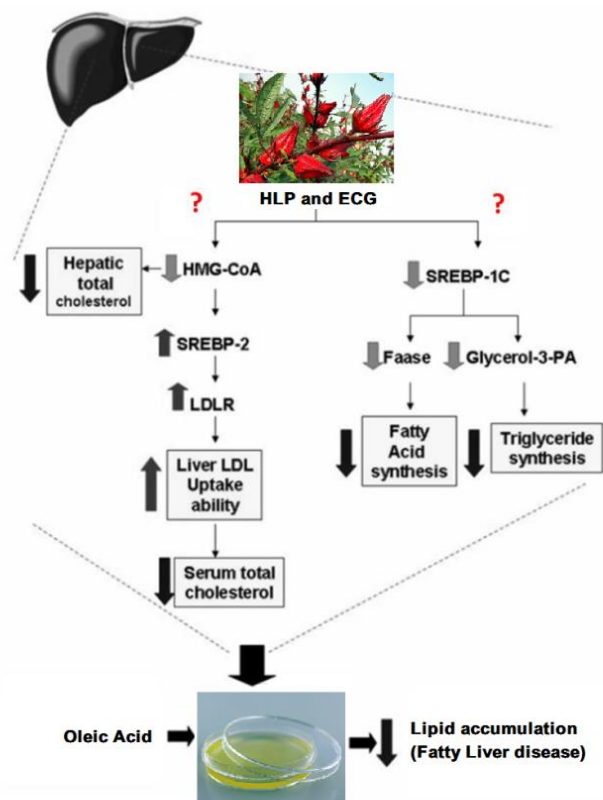 HLP and ECG
?
?
Hepatic
total
cholesterol
HMG-CoA
SREBP-1C
SREBP-2
Faase
Glycerol-3-PA
LDLR
Fatty
Acid
synthesis
Triglyceride
synthesis
Liver LDL
Uptake
ability
Serum total
cholesterol
Oleic Acid
Lipid accumulation
(Fatty Liver disease)